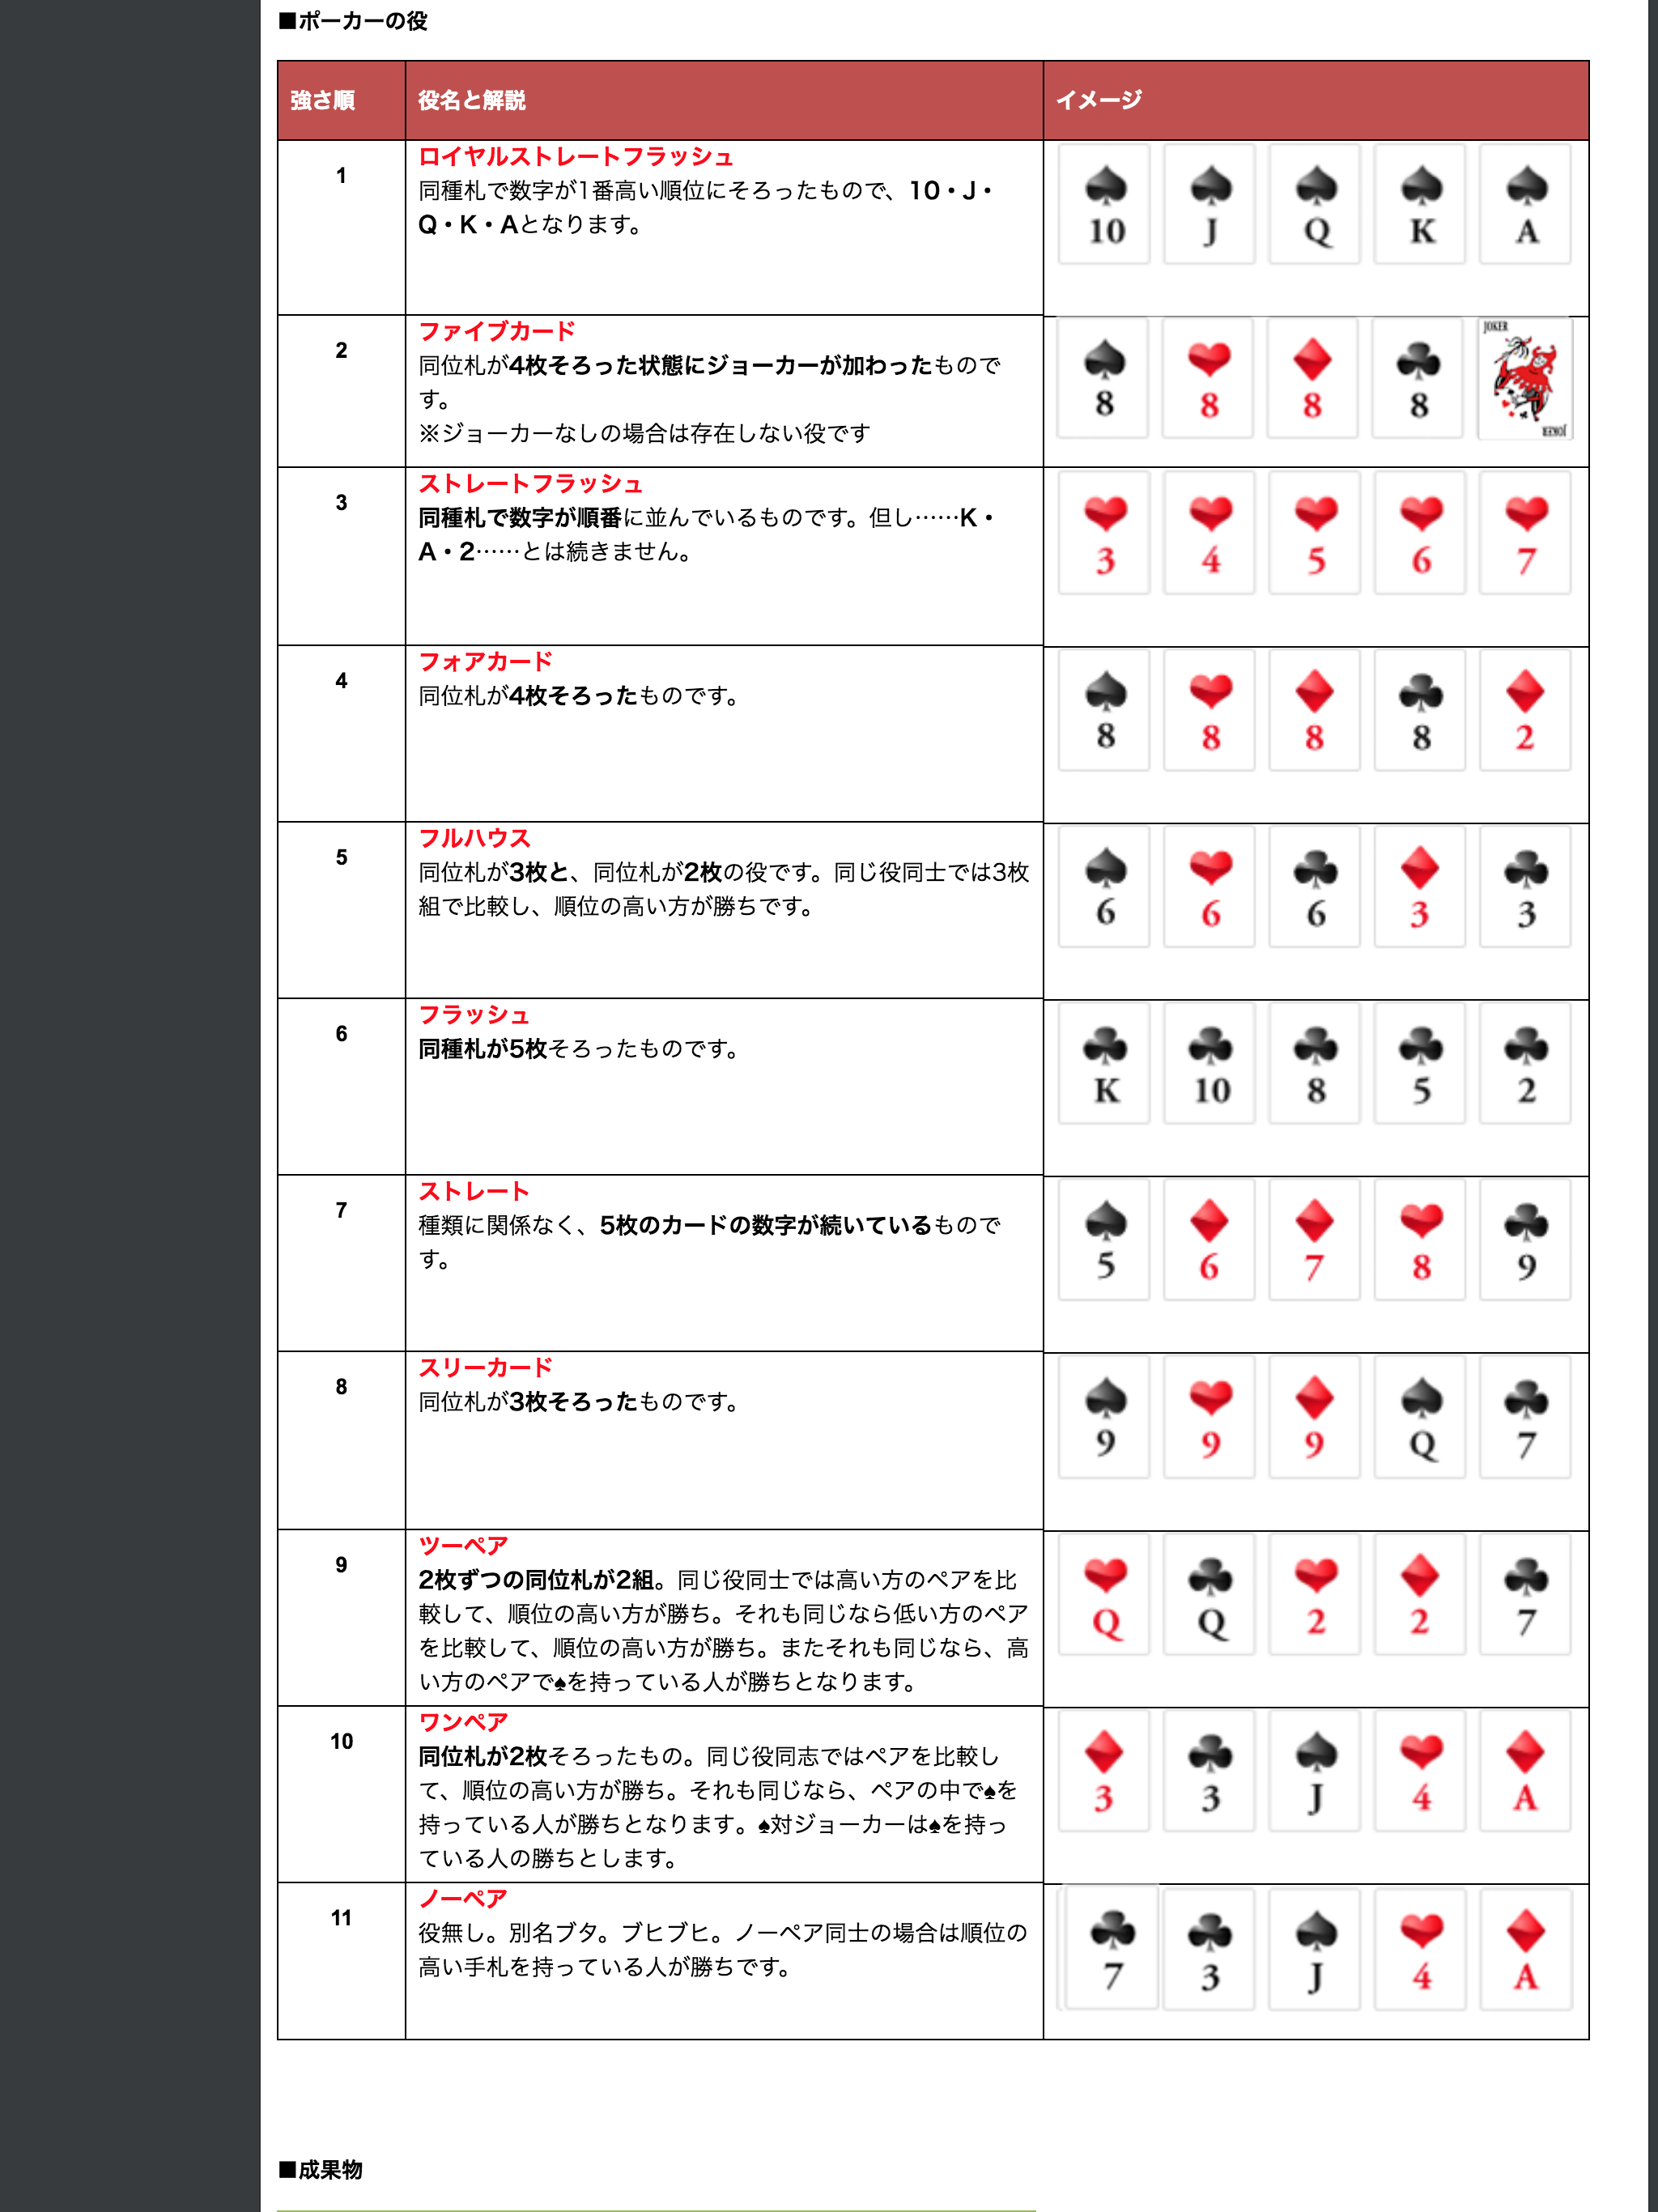 ■ポーカーの役
強さ順 役名と解説 イメージ
1
ロイヤルストレートフラッシュ
同種札で数字が1番高い順位にそろったもので、10・J・
Q・K・Aとなります。
10 J Q K A
2
ファイブカード
同位札が4枚そろった状態にジョーカーが加わったもので
す。
※ジョーカーなしの場合は存在しない役です
8 8 8 8 JOKER JOKER
3
ストレートフラッシュ
同種札で数字が順番に並んでいるものです。但し……K・
A・2……とは続きません。
3 4 5 6 7
4
フォアカード
同位札が4枚そろったものです。
8 8 8 8 2
5
フルハウス
同位札が3枚と、同位札が2枚の役です。同じ役同士では3枚
組で比較し、順位の高い方が勝ちです。
6 6 6 3 3
6
フラッシュ
同種札が5枚そろったものです。
K 10 8 5 2
7
ストレート
種類に関係なく、5枚のカードの数字が続いているもので
す。
5 6 7 8 9
8
スリーカード
同位札が3枚そろったものです。
9 9 9 Q 7
9
ツーペア
2枚ずつの同位札が2組。同じ役同士では高い方のペアを比
較して、順位の高い方が勝ち。それも同じなら低い方のペア
を比較して、順位の高い方が勝ち。またそれも同じなら、高
い方のペアで♠を持っている人が勝ちとなります。
Q Q 2 2 7
10
ワンペア
同位札が2枚そろったもの。同じ役同志ではペアを比較し
て、順位の高い方が勝ち。それも同じなら、ペアの中で♠を
持っている人が勝ちとなります。♠対ジョーカーは♠を持っ
ている人の勝ちとします。
3 3 J 4 A
11
ノーペア
役無し。別名ブタ。ブヒブヒ。ノーペア同士の場合は順位の
高い手札を持っている人が勝ちです。
7 3 J 4 A
■成果物